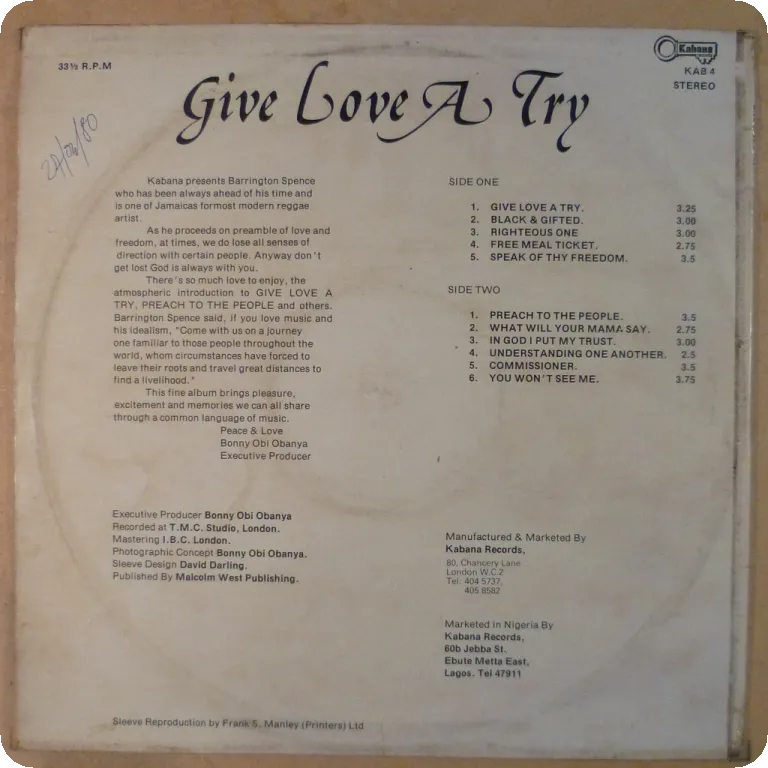 33⅓ R.P.M
Give Love A Try
Kabana
KAB 4
STEREO
Kabana presents Barrington Spence
who has been always ahead of his time and
is one of Jamaicas formost modern reggae
artist.
As he proceeds on preamble of love and
freedom, at times, we do lose all senses of
direction with certain people. Anyway don't
get lost God is always with you.
There's so much love to enjoy, the
atmospheric introduction to GIVE LOVE A
TRY, PREACH TO THE PEOPLE and others.
Barrington Spence said, if you love music and
his idealism, "Come with us on a journey
one familiar to those people throughout the
world, whom circumstances have forced to
leave their roots and travel great distances to
find a livelihood."
This fine album brings pleasure,
excitement and memories we can all share
through a common language of music.
Peace & Love
Bonny Obi Obanya
Executive Producer
SIDE ONE
1. GIVE LOVE A TRY. 3.25
2. BLACK & GIFTED. 3.00
3. RIGHTEOUS ONE 3.00
4. FREE MEAL TICKET. 2.75
5. SPEAK OF THY FREEDOM. 3.5
SIDE TWO
1. PREACH TO THE PEOPLE. 3.5
2. WHAT WILL YOUR MAMA SAY. 2.75
3. IN GOD I PUT MY TRUST. 3.00
4. UNDERSTANDING ONE ANOTHER. 2.5
5. COMMISSIONER. 3.5
6. YOU WON'T SEE ME. 3.75
Executive Producer Bonny Obi Obanya
Recorded at T.M.C. Studio, London.
Mastering I.B.C. London.
Photographic Concept Bonny Obi Obanya.
Sleeve Design David Darling.
Published By Malcolm West Publishing.
Manufactured & Marketed By
Kabana Records,
80, Chancery Lane
London W.C.2
Tel: 404 5737.
405 8582
Marketed in Nigeria By
Kabana Records,
60b Jebba St.
Ebute Metta East,
Lagos. Tel 47911
Sleeve Reproduction by Frank S. Manley (Printers) Ltd